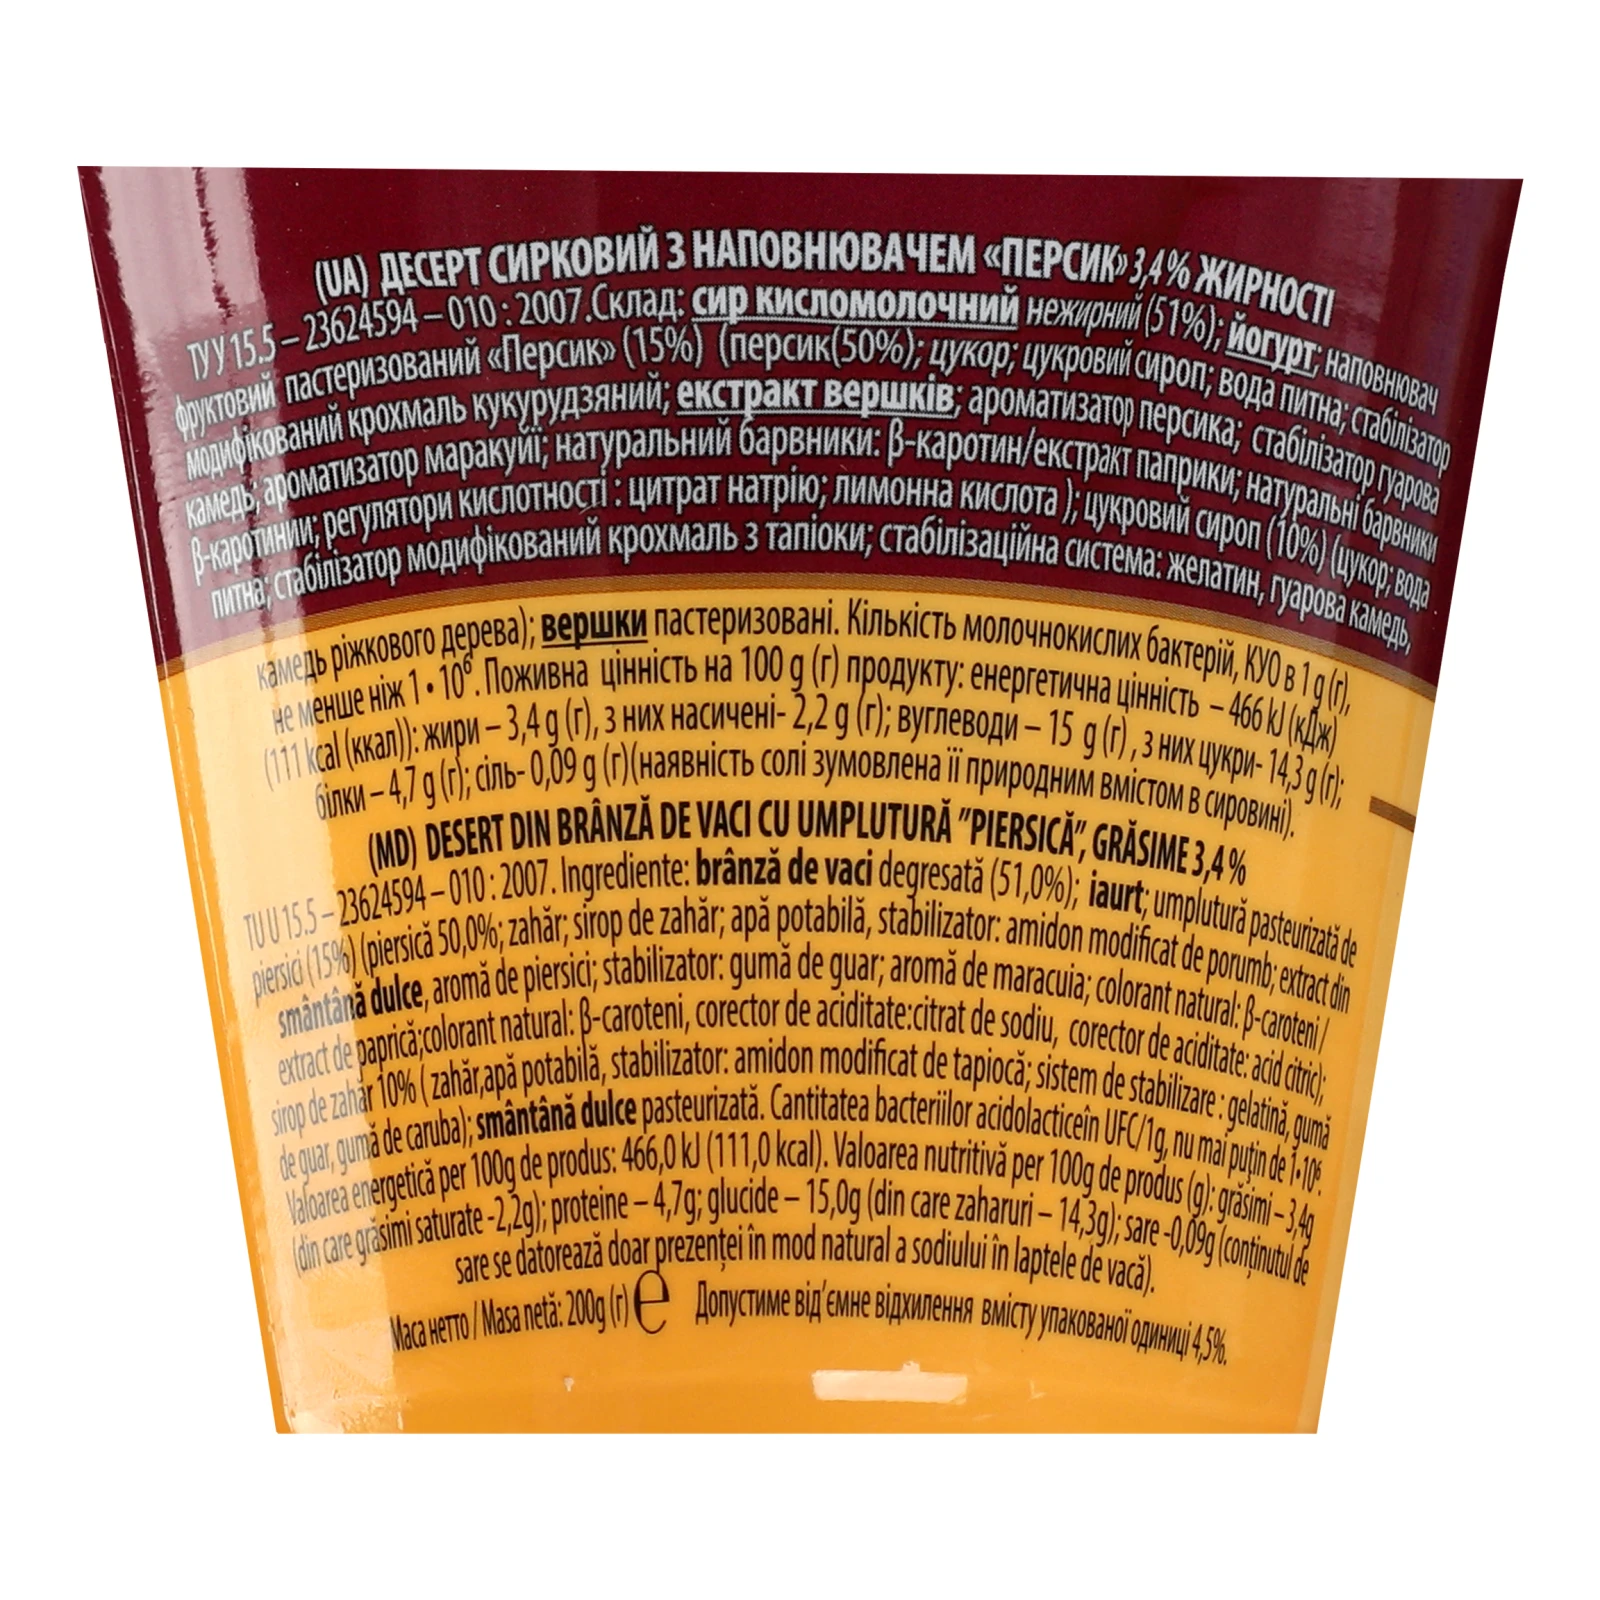 (UA) ДЕСЕРТ СИРКОВИЙ З НАПОВНЮВАЧЕМ «ПЕРСИК» 3,4% ЖИРНОСТІ
ТУ У 15.5 – 23624594 – 010 : 2007. Склад: сир кисломолочний нежирний (51%); йогурт; наповнювач
фруктовий пастеризований «Персик» (15%) (персик(50%); цукор; цукровий сироп; вода питна; стабілізатор
модифікований крохмаль кукурудзяний; екстракт вершків; ароматизатор персика; стабілізатор гуарова
камедь; ароматизатор маракуйї; натуральний барвники: β-каротин/екстракт паприки; натуральні барвники
β-каротинии; регулятори кислотності : цитрат натрію; лимонна кислота ); цукровий сироп (10%) (цукор; вода
питна; стабілізатор модифікований крохмаль з тапіоки; стабілізаційна система: желатин, гуарова камедь,
камедь ріжкового дерева); вершки пастеризовані. Кількість молочнокислих бактерій, КУО в 1 g (г),
не менше ніж 1 • 10⁶. Поживна цінність на 100 g (г) продукту: енергетична цінність – 466 kJ (кДж)
(111 kcal (ккал)): жири – 3,4 g (г), з них насичені- 2,2 g (г); вуглеводи – 15 g (г) , з них цукри- 14,3 g (г);
білки – 4,7 g (г); сіль- 0,09 g (г)(наявність солі зумовлена її природним вмістом в сировині).
(MD) DESERT DIN BRÂNZĂ DE VACI CU UMPLUTURĂ "PIERSICĂ", GRĂSIME 3,4 %
TU U 15.5 – 23624594 – 010 : 2007. Ingrediente: brânză de vaci degresată (51,0%); iaurt; umplutură pasteurizată de
piersici (15%) (piersică 50,0%; zahăr; sirop de zahăr; apă potabilă, stabilizator: amidon modificat de porumb; extract din
smântână dulce, aromă de piersici; stabilizator: gumă de guar; aromă de maracuia; colorant natural: β-caroteni /
extract de paprică;colorant natural: β-caroteni, corector de aciditate:citrat de sodiu, corector de aciditate: acid citric);
sirop de zahăr 10% ( zahăr,apă potabilă, stabilizator: amidon modificat de tapiocă; sistem de stabilizare : gelatină, gumă
de guar, gumă de caruba); smântână dulce pasteurizată. Cantitatea bacteriilor acidolacticeîn UFC/1g, nu mai puțin de 1•10⁶.
Valoarea energetică per 100g de produs: 466,0 kJ (111,0 kcal). Valoarea nutritivă per 100g de produs (g): grăsimi – 3,4g
(din care grăsimi saturate -2,2g); proteine – 4,7g; glucide – 15,0g (din care zaharuri – 14,3g); sare -0,09g (conținutul de
sare se datorează doar prezenței în mod natural a sodiului în laptele de vacă).
Маса нетто / Masa netă: 200g (г) ℮ Допустиме від'ємне відхилення вмісту упакованої одиниці 4,5%.